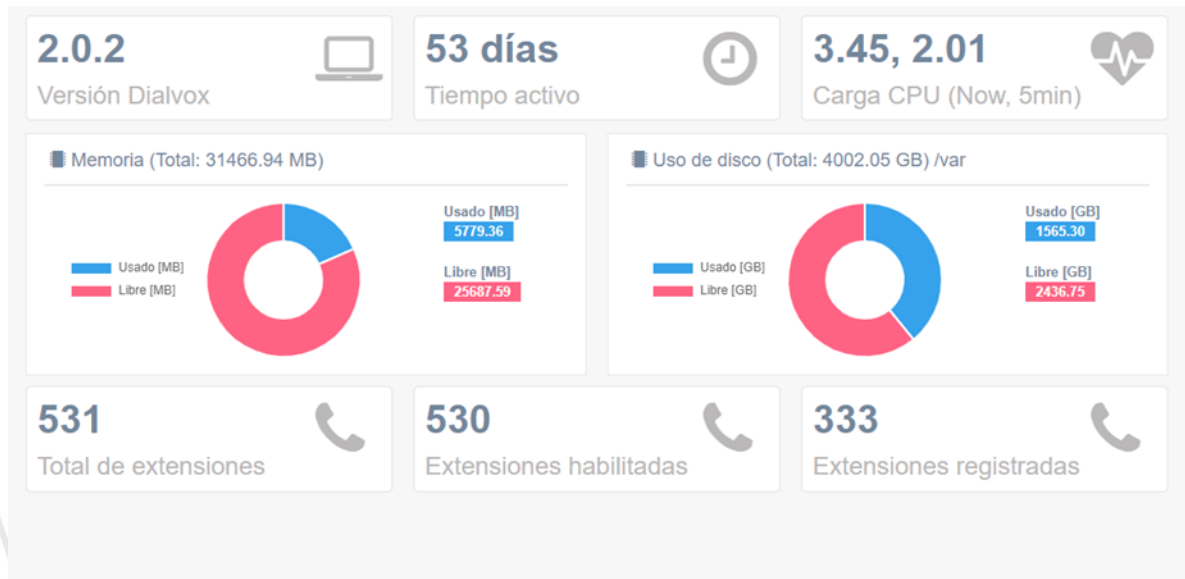 2.0.2
Versión Dialvox
53 días
Tiempo activo
3.45, 2.01
Carga CPU (Now, 5min)
Memoria (Total: 31466.94 MB)
Usado [MB]
Libre [MB]
Usado [MB]
5779.36
Libre [MB]
25687.59
Uso de disco (Total: 4002.05 GB) /var
Usado [GB]
Libre [GB]
Usado [GB]
1565.30
Libre [GB]
2436.75
531
Total de extensiones
530
Extensiones habilitadas
333
Extensiones registradas